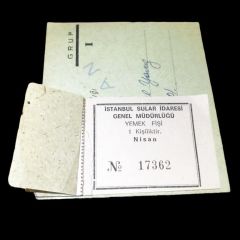 GRUP I
İSTANBUL SULAR İDARESİ
GENEL MÜDÜRLÜĞÜ
YEMEK FİŞİ
1 Kişiliktir.
Nisan
№ 17362